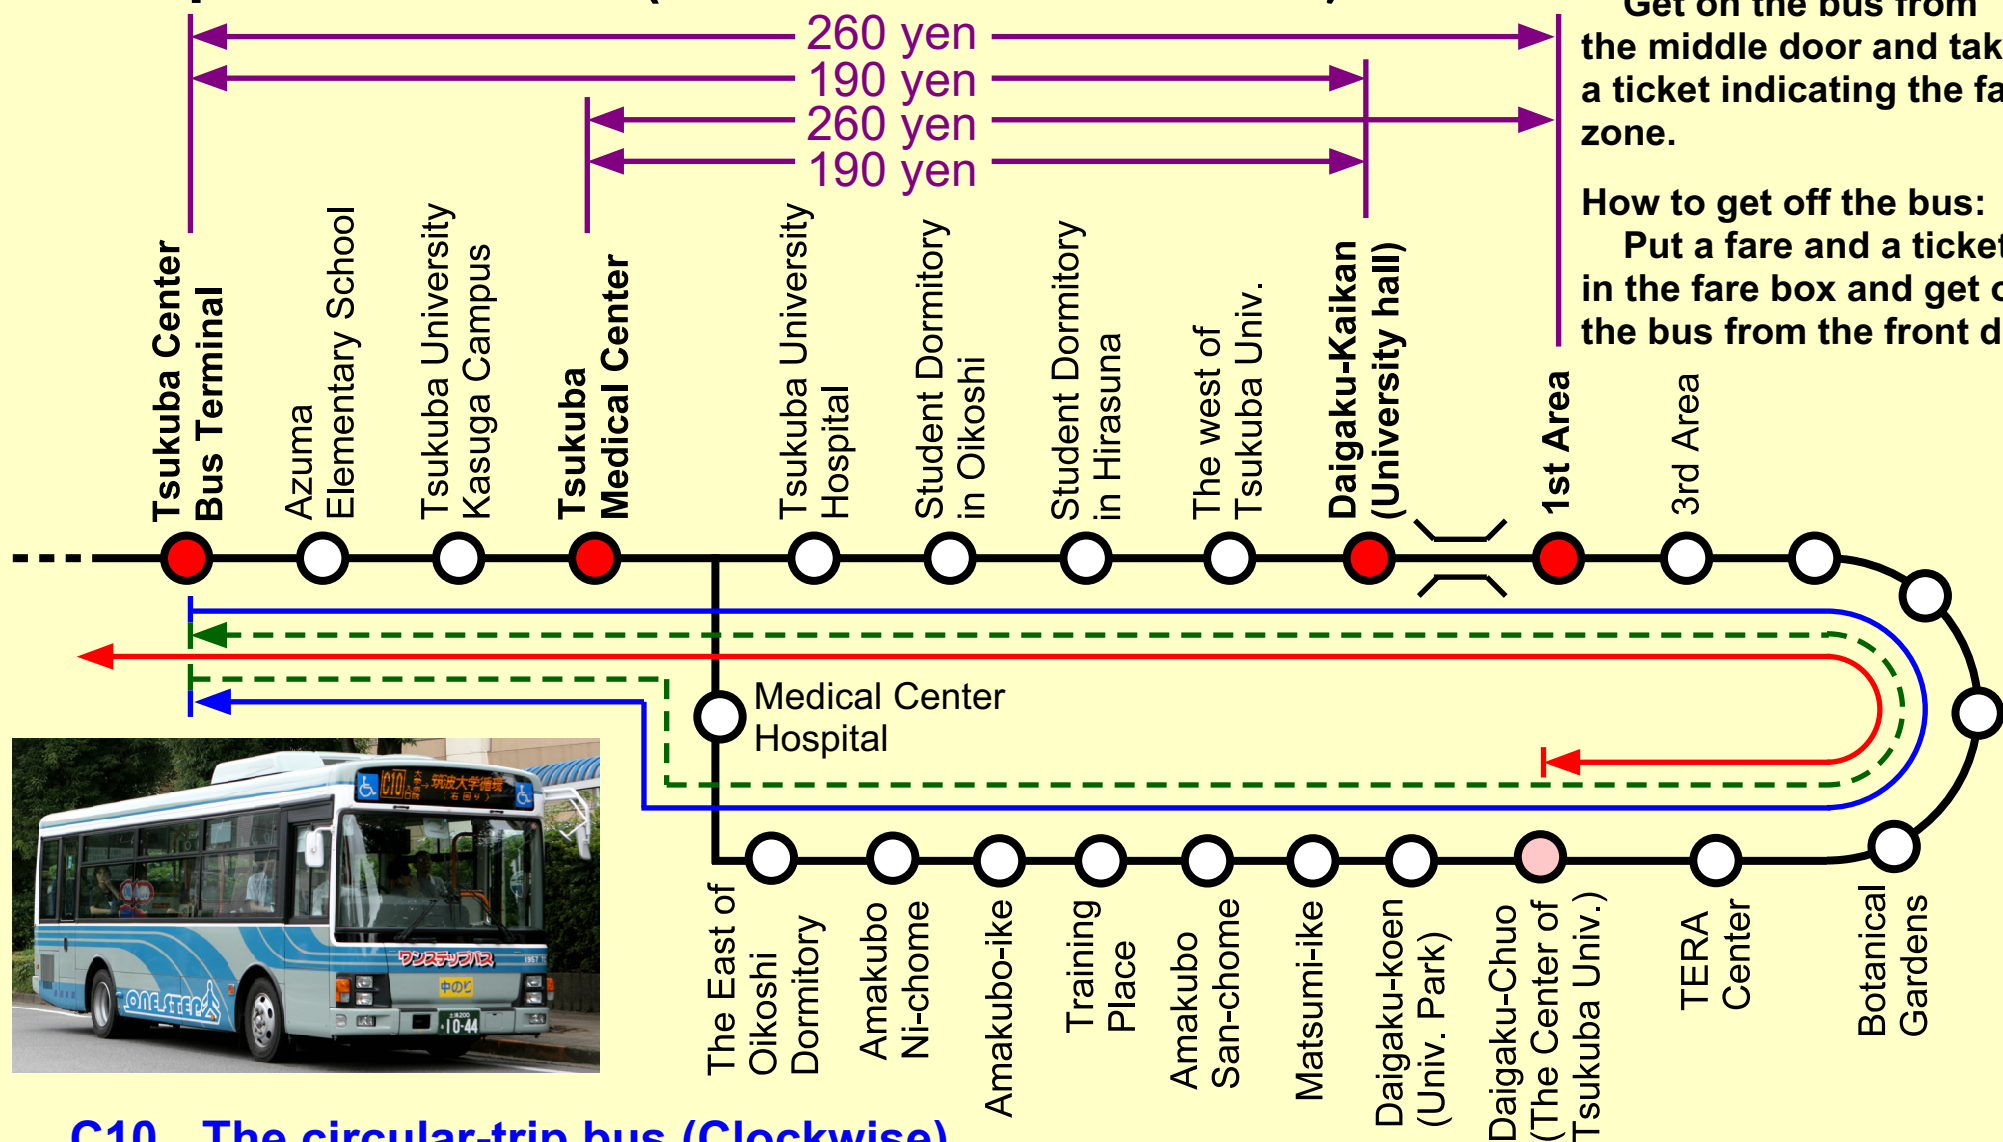 Get on the bus from
the middle door and tak
a ticket indicating the fa
zone.
How to get off the bus:
Put a fare and a ticket
in the fare box and get o
the bus from the front d
260 yen
190 yen
260 yen
190 yen
Tsukuba Center
Bus Terminal
Azuma
Elementary School
Tsukuba University
Kasuga Campus
Tsukuba
Medical Center
Tsukuba University
Hospital
Student Dormitory
in Oikoshi
Student Dormitory
in Hirasuna
The west of
Tsukuba Univ.
Daigaku-Kaikan
(University hall)
1st Area
3rd Area
Medical Center
Hospital
C10
筑波大学循環
(右回り)
ワンステップバス
1957
中のり
ONE STEP
10-44
The East of
Oikoshi
Dormitory
Amakubo
Ni-chome
Amakubo-ike
Training
Place
Amakubo
San-chome
Matsumi-ike
Daigaku-koen
(Univ. Park)
Daigaku-Chuo
(The Center of
Tsukuba Univ.)
TERA
Center
Botanical
Gardens
C10 The circular-trip bus (Clockwise)